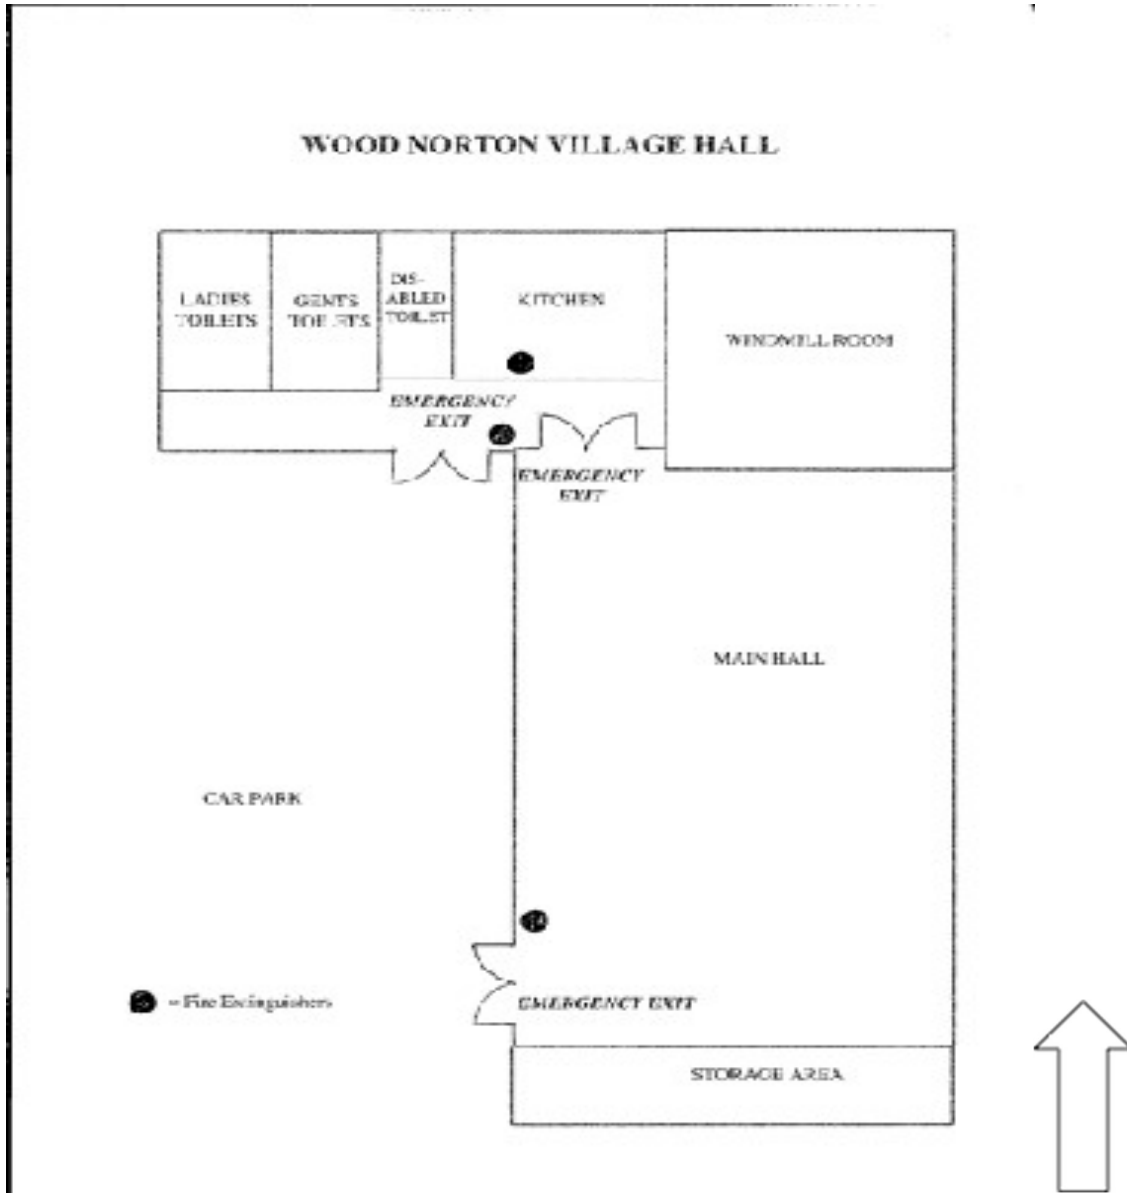 WOOD NORTON VILLAGE HALL
LADIES
TOILETS
GENTS
TOILETS
DIS-
ABLED
TOILET
KITCHEN
WINDMILL ROOM
EMERGENCY
EXIT
EMERGENCY
EXIT
MAIN HALL
CAR PARK
= Fire Extinguishers
EMERGENCY EXIT
STORAGE AREA